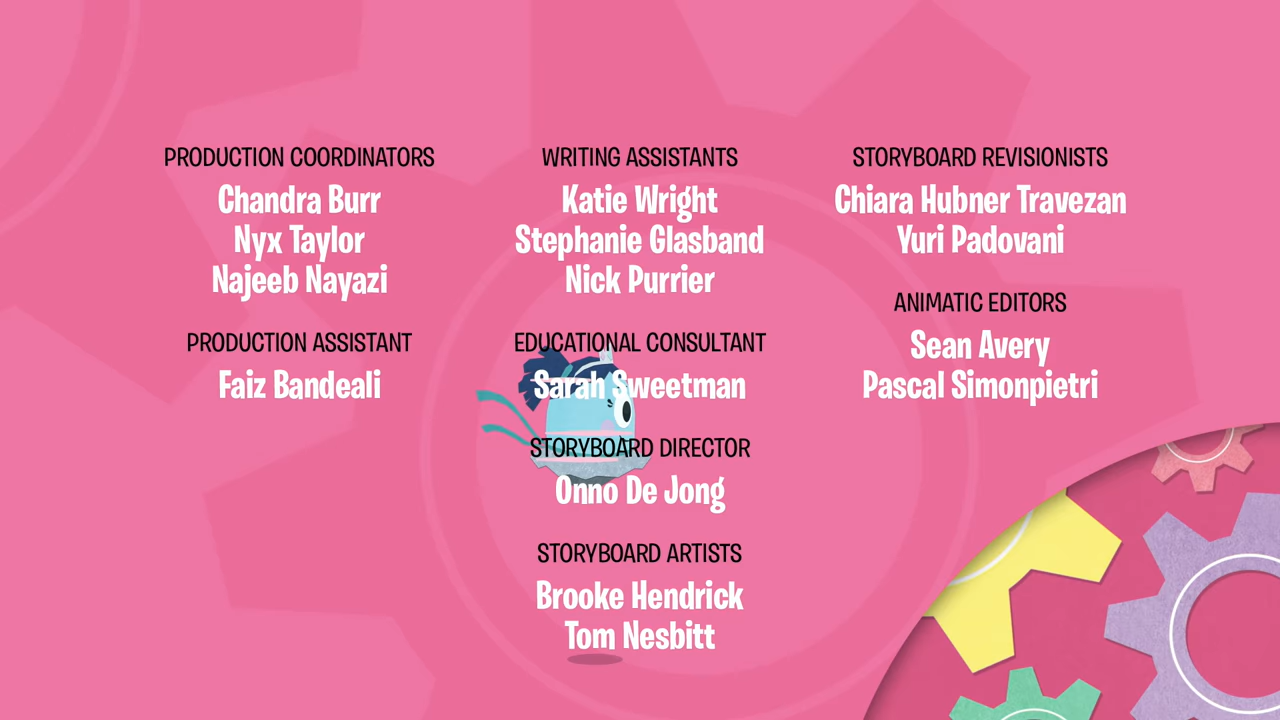 PRODUCTION COORDINATORS
Chandra Burr
Nyx Taylor
Najeeb Nayazi
PRODUCTION ASSISTANT
Faiz Bandeali
WRITING ASSISTANTS
Katie Wright
Stephanie Glasband
Nick Purrier
EDUCATIONAL CONSULTANT
Sarah Sweetman
STORYBOARD DIRECTOR
Onno De Jong
STORYBOARD ARTISTS
Brooke Hendrick
Tom Nesbitt
STORYBOARD REVISIONISTS
Chiara Hubner Travezan
Yuri Padovani
ANIMATIC EDITORS
Sean Avery
Pascal Simonpietri